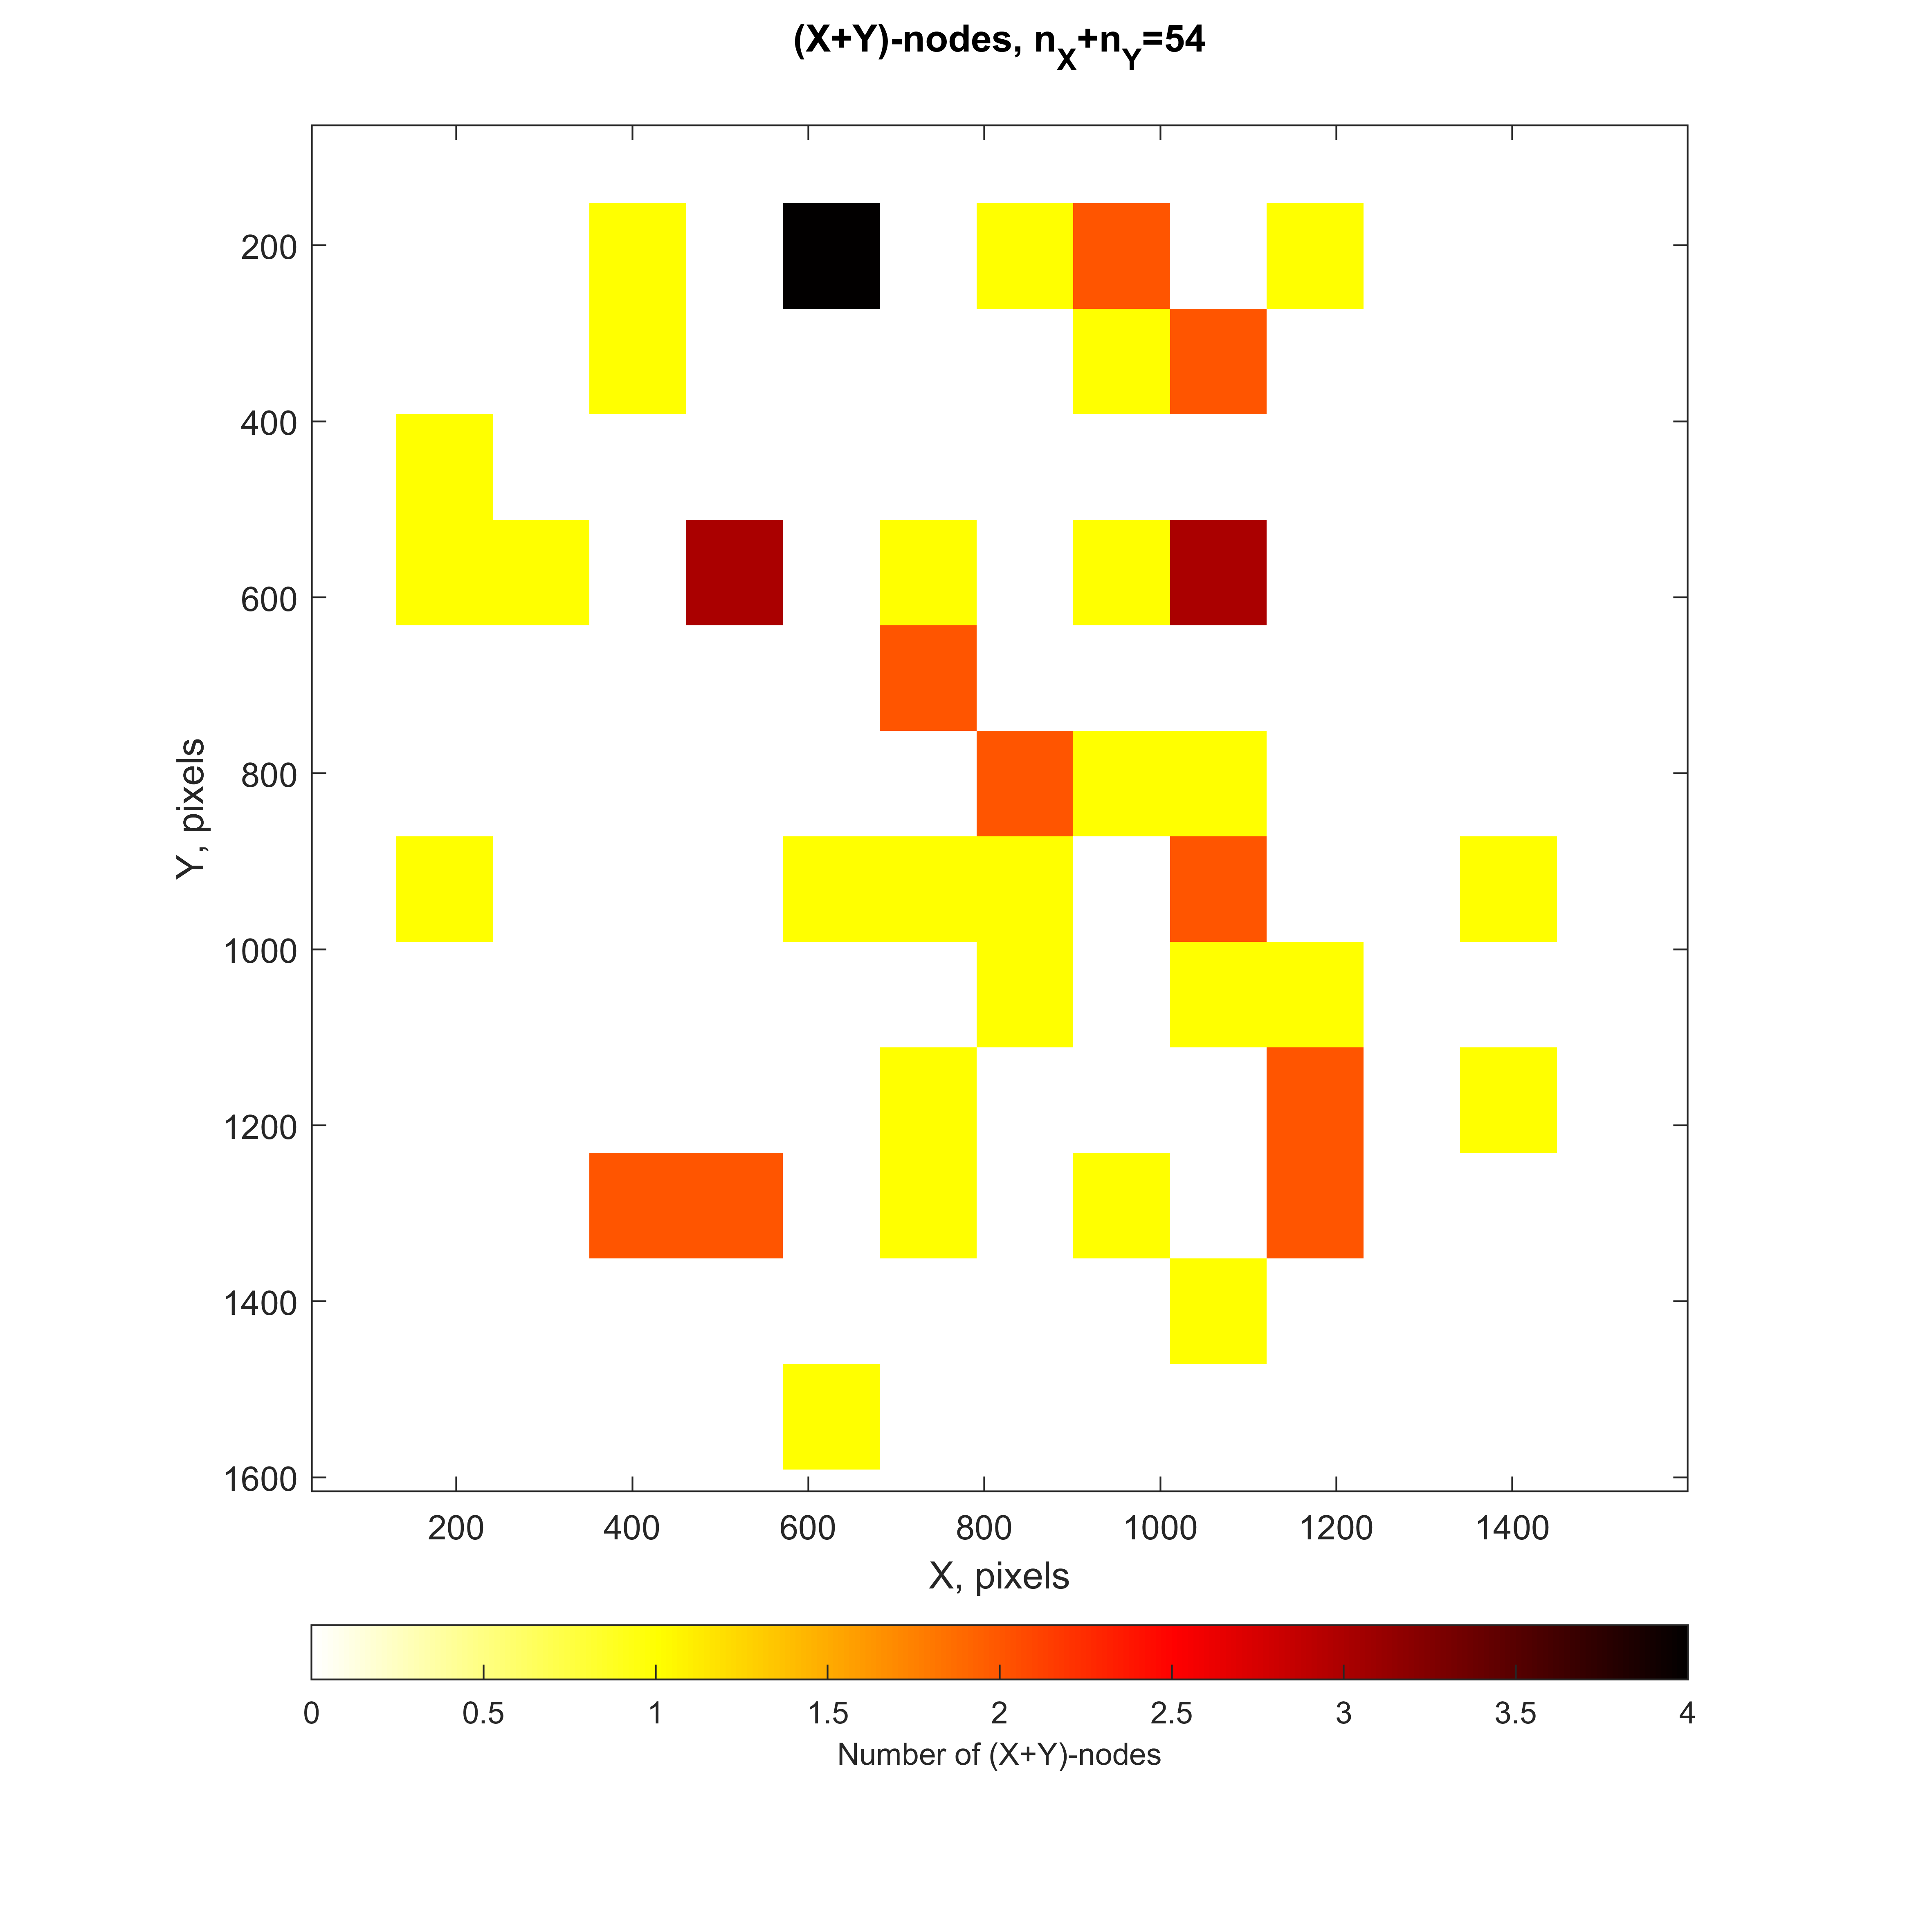 (X+Y)-nodes, nX+nY=54
200
400
600
800
1000
1200
1400
1600
Y, pixels
200 400 600 800 1000 1200 1400
X, pixels
0 0.5 1 1.5 2 2.5 3 3.5 4
Number of (X+Y)-nodes